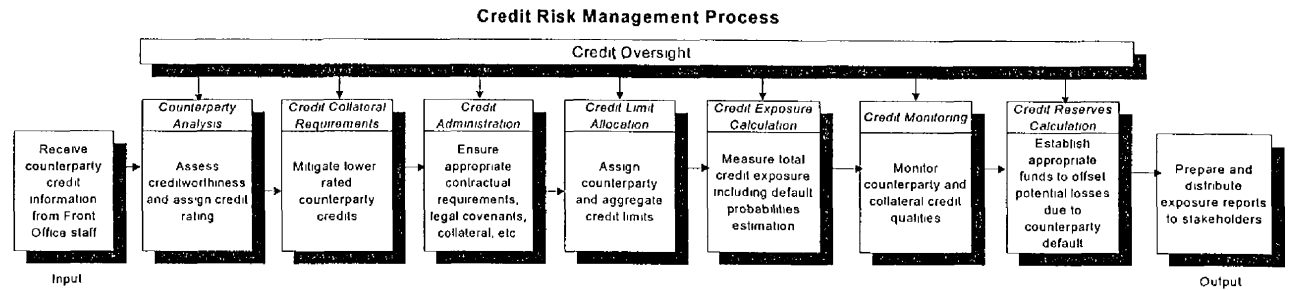 Credit Risk Management Process
Credit Oversight
Receive
counterparty
credit
information
from Front
Office staff
Input
Counterparty
Analysis
Assess
creditworthiness
and assign credit
rating
Credit Collateral
Requirements
Mitigate lower
rated
counterparty
credits
Credit
Administration
Ensure
appropriate
contractual
requirements,
legal covenants,
collateral, etc
Credit Limit
Allocation
Assign
counterparty
and aggregate
credit limits
Credit Exposure
Calculation
Measure total
credit exposure
including default
probabilities
estimation
Credit Monitoring
Monitor
counterparty and
collateral credit
qualities
Credit Reserves
Calculation
Establish
appropriate
funds to offset
potential losses
due to
counterparty
default
Prepare and
distribute
exposure reports
to stakeholders
Output